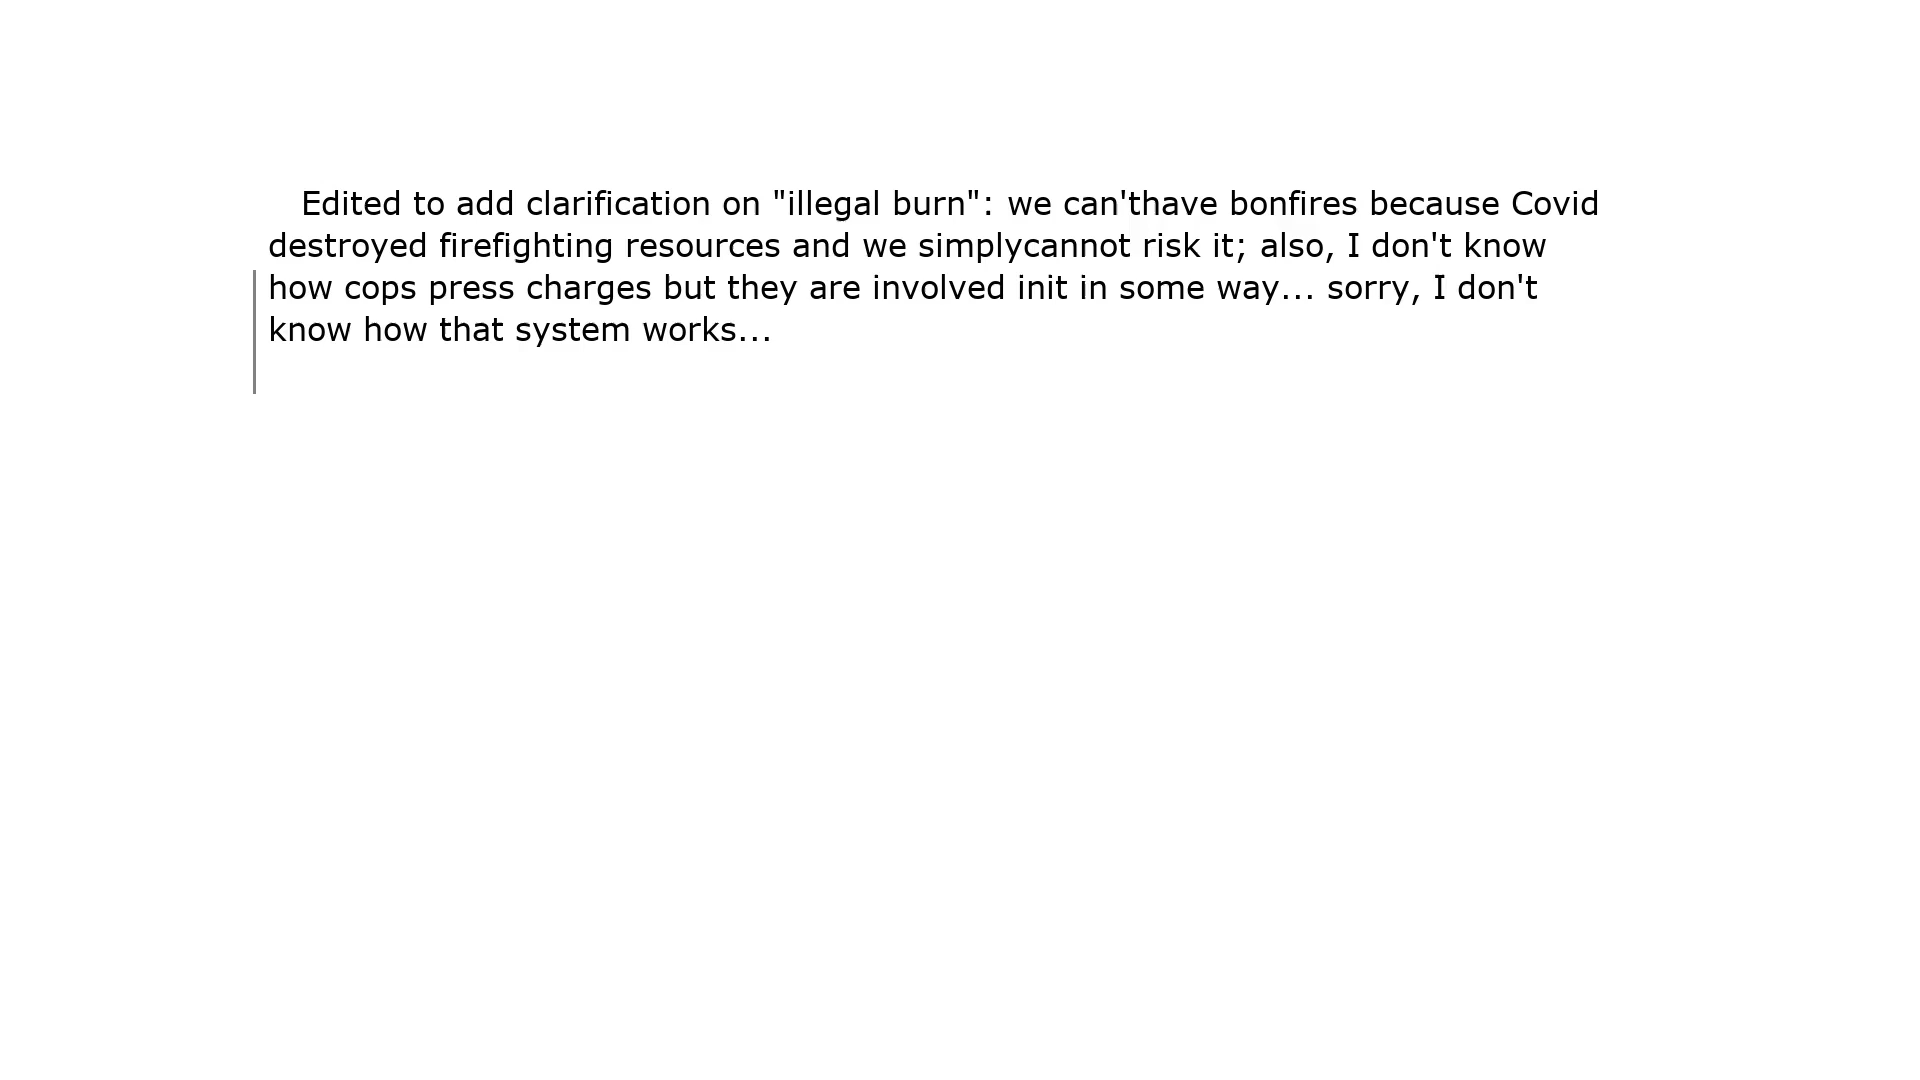 Edited to add clarification on "illegal burn": we can'thave bonfires because Covid
destroyed firefighting resources and we simplycannot risk it; also, I don't know
how cops press charges but they are involved init in some way... sorry, I don't
know how that system works...